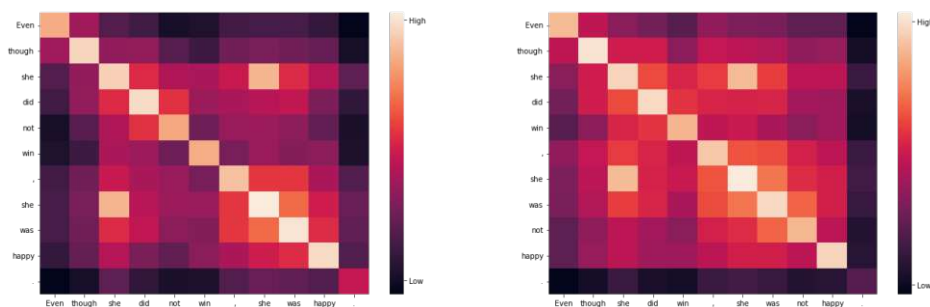 High
Even
though
she
did
not
win
,
she
was
happy
.
Low
Even though she did not win , she was happy .
High
Even
though
she
did
win
,
she
was
not
happy
.
Low
Even though she did win , she was not happy .